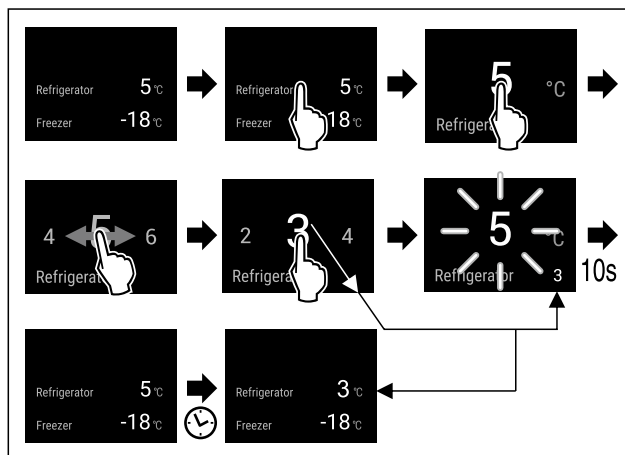 Refrigerator 5 °C
Freezer -18 °C
Refrigerator 5 °C
Freezer -18 °C
5 °C
Refrigera
4 5 6
Refrigerat
2 3 4
Refrigera
5 °C
Refrigerator 3
10s
Refrigerator 5 °C
Freezer -18 °C
Refrigerator 3 °C
Freezer -18 °C